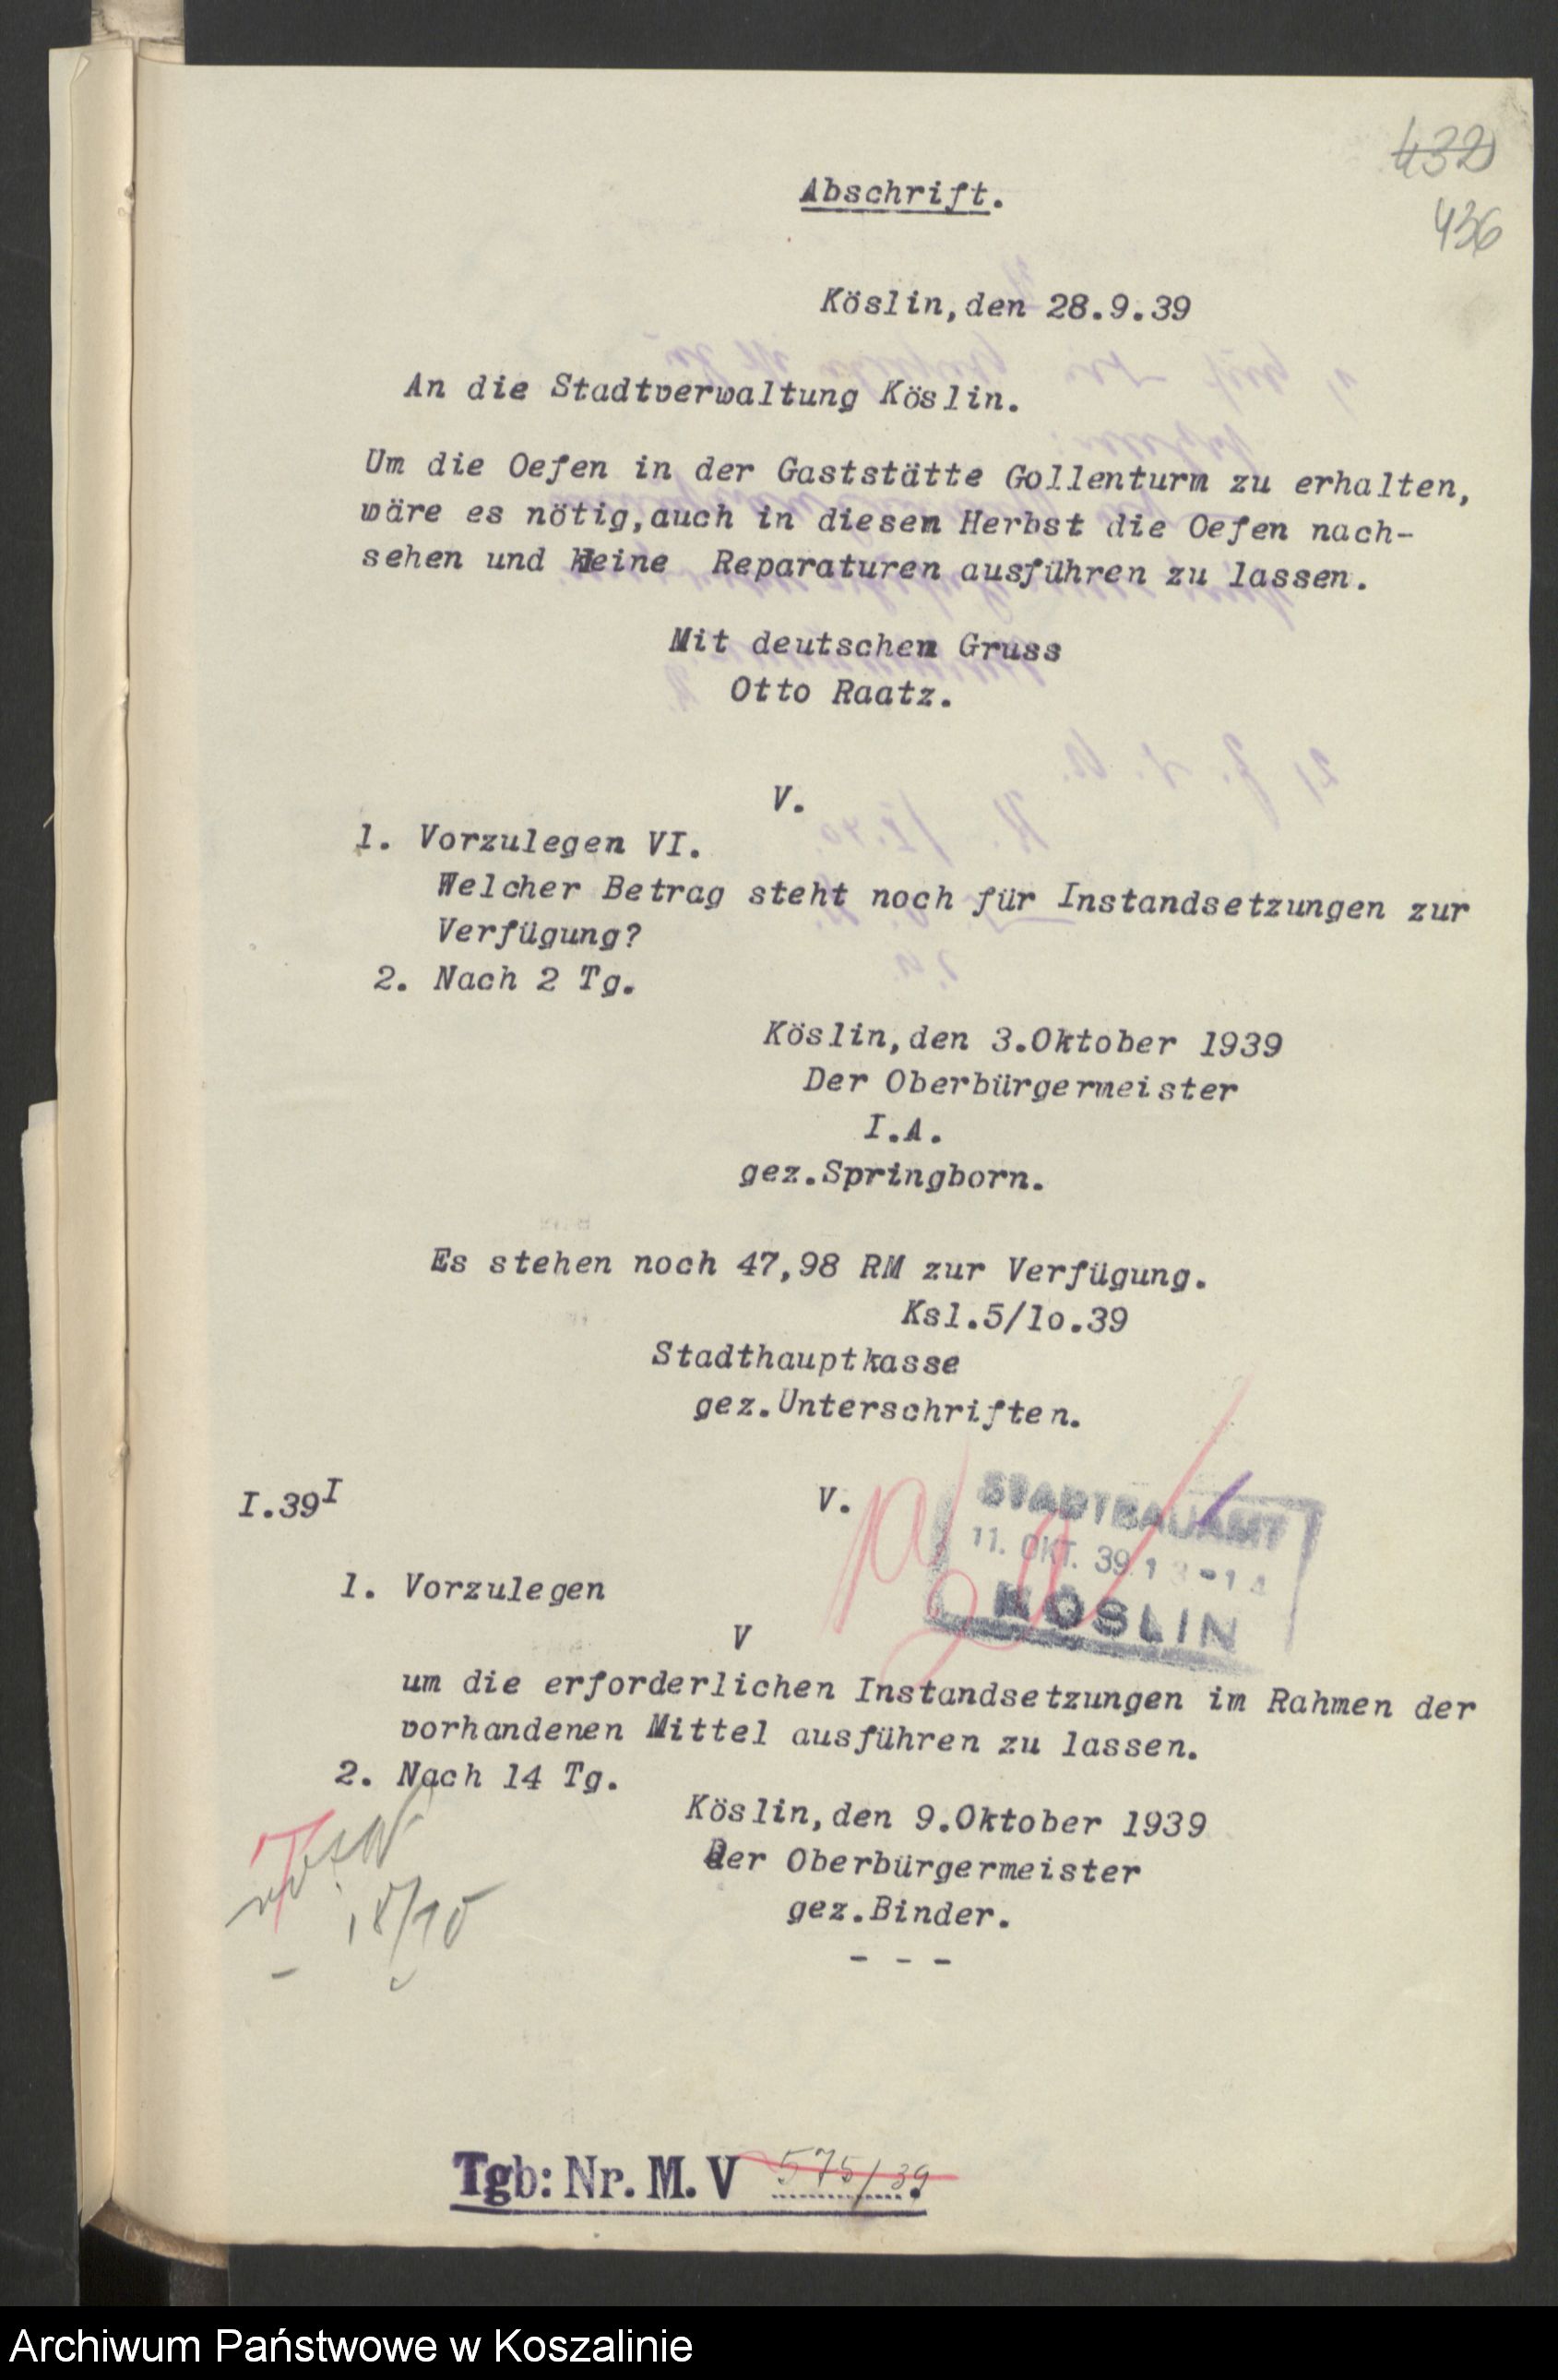 432
436
Abschrift.
Köslin,den 28.9.39
An die Stadtverwaltung Köslin.
Um die Oefen in der Gaststätte Gollenturm zu erhalten,
wäre es nötig,auch in diesem Herbst die Oefen nach-
sehen und kleine Reparaturen ausführen zu lassen.
Mit deutschem Gruss
Otto Raatz.
V.
1. Vorzulegen VI.
Welcher Betrag steht noch für Instandsetzungen zur
Verfügung?
2. Nach 2 Tg.
Köslin,den 3.Oktober 1939
Der Oberbürgermeister
I.A.
gez.Springborn.
Es stehen noch 47,98 RM zur Verfügung.
Ksl.5/lo.39
Stadthauptkasse
gez.Unterschriften.
I.39I
V.
STADTBAUAMT
11. OKT. 39
KÖSLIN
1. Vorzulegen
V
um die erforderlichen Instandsetzungen im Rahmen der
vorhandenen Mittel ausführen zu lassen.
2. Nach 14 Tg.
Köslin,den 9.Oktober 1939
Der Oberbürgermeister
gez.Binder.
- - -
18/10
Tgb: Nr. M. V 575/39.
Archiwum Państwowe w Koszalinie